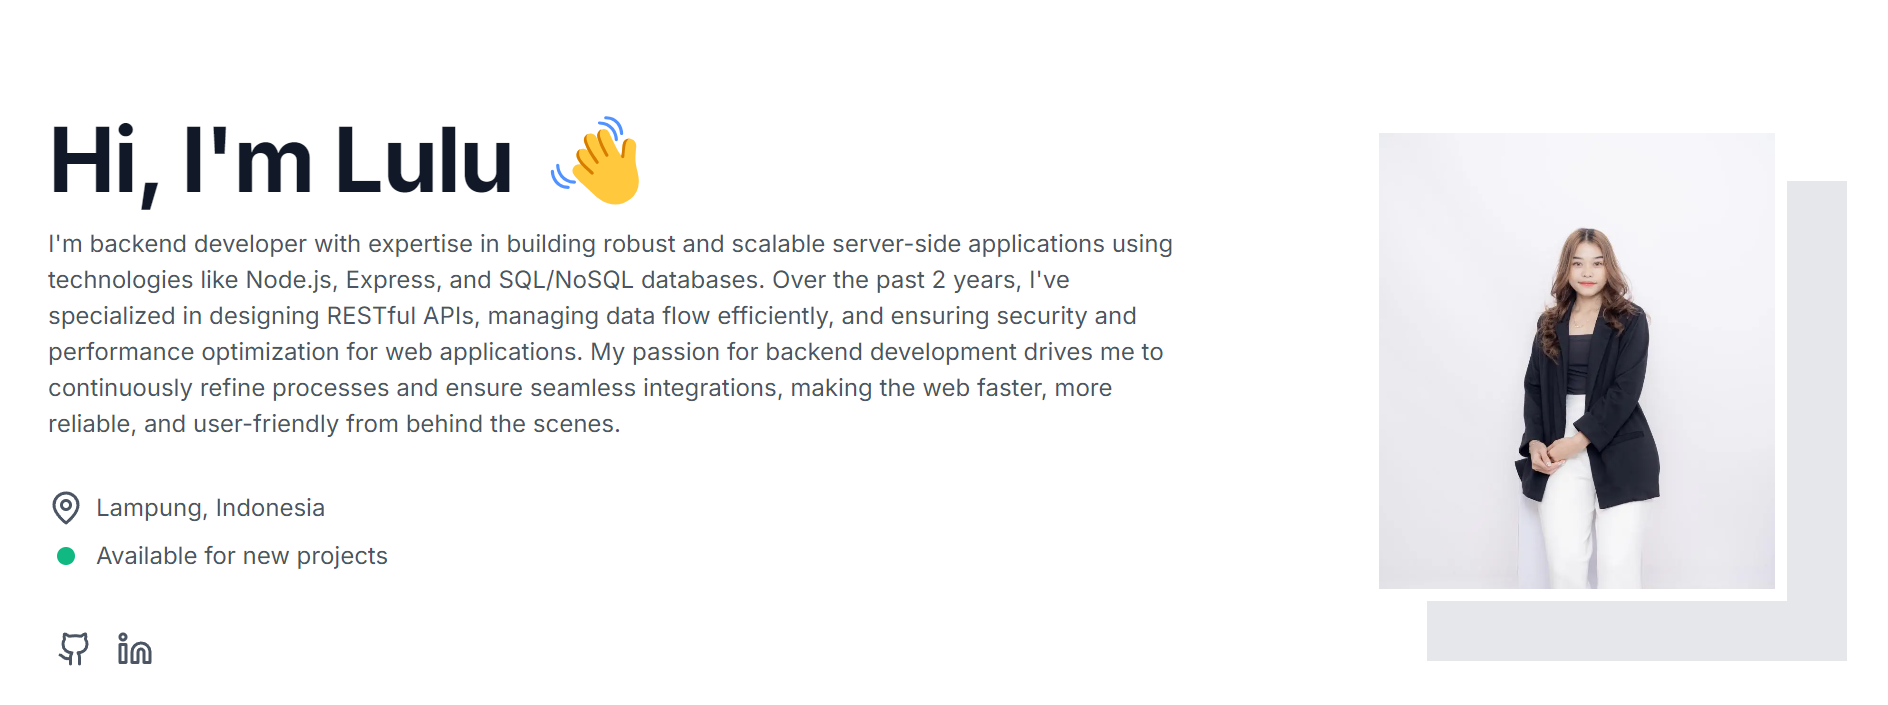 Hi, I'm Lulu 👋
I'm backend developer with expertise in building robust and scalable server-side applications using
technologies like Node.js, Express, and SQL/NoSQL databases. Over the past 2 years, I've
specialized in designing RESTful APIs, managing data flow efficiently, and ensuring security and
performance optimization for web applications. My passion for backend development drives me to
continuously refine processes and ensure seamless integrations, making the web faster, more
reliable, and user-friendly from behind the scenes.
Lampung, Indonesia
Available for new projects
in